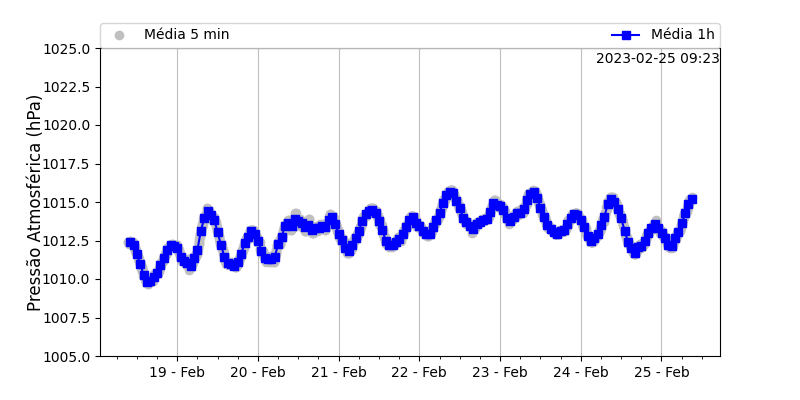 Média 5 min
Média 1h
2023-02-25 09:23
Pressão Atmosférica (hPa)
1025.0
1022.5
1020.0
1017.5
1015.0
1012.5
1010.0
1007.5
1005.0
19 - Feb
20 - Feb
21 - Feb
22 - Feb
23 - Feb
24 - Feb
25 - Feb